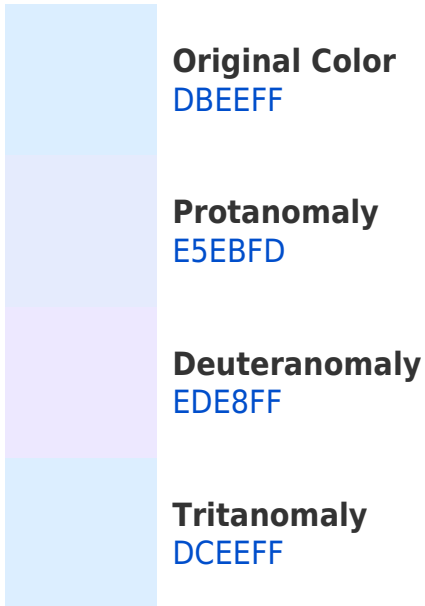 Original Color
DBEEFF
Protanomaly
E5EBFD
Deuteranomaly
EDE8FF
Tritanomaly
DCEEFF